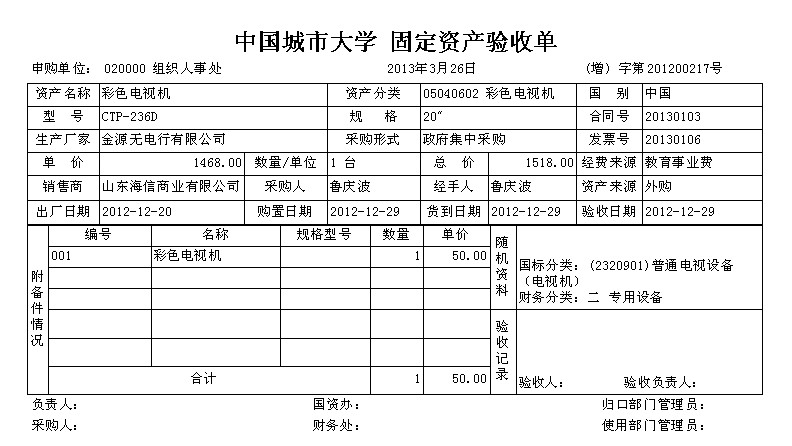 中国城市大学 固定资产验收单
申购单位： 020000 组织人事处 2013年3月26日 (增) 字第201200217号
资产名称 彩色电视机 资产分类 05040602 彩色电视机 国 别 中国
型 号 CTP-236D 规 格 20″ 合同号 20130103
生产厂家 金源无电行有限公司 采购形式 政府集中采购 发票号 20130106
单 价 1468.00 数量/单位 1 台 总 价 1518.00 经费来源 教育事业费
销售商 山东海信商业有限公司 采购人 鲁庆波 经手人 鲁庆波 资产来源 外购
出厂日期 2012-12-20 购置日期 2012-12-29 货到日期 2012-12-29 验收日期 2012-12-29
附备件情况
编号 名称 规格型号 数量 单价
001 彩色电视机 1 50.00
合计 1 50.00
随机资料
国标分类：(2320901)普通电视设备
（电视机）
财务分类：二 专用设备
验收记录
验收人： 验收负责人：
负责人： 国资办： 归口部门管理员：
采购人： 财务处： 使用部门管理员：